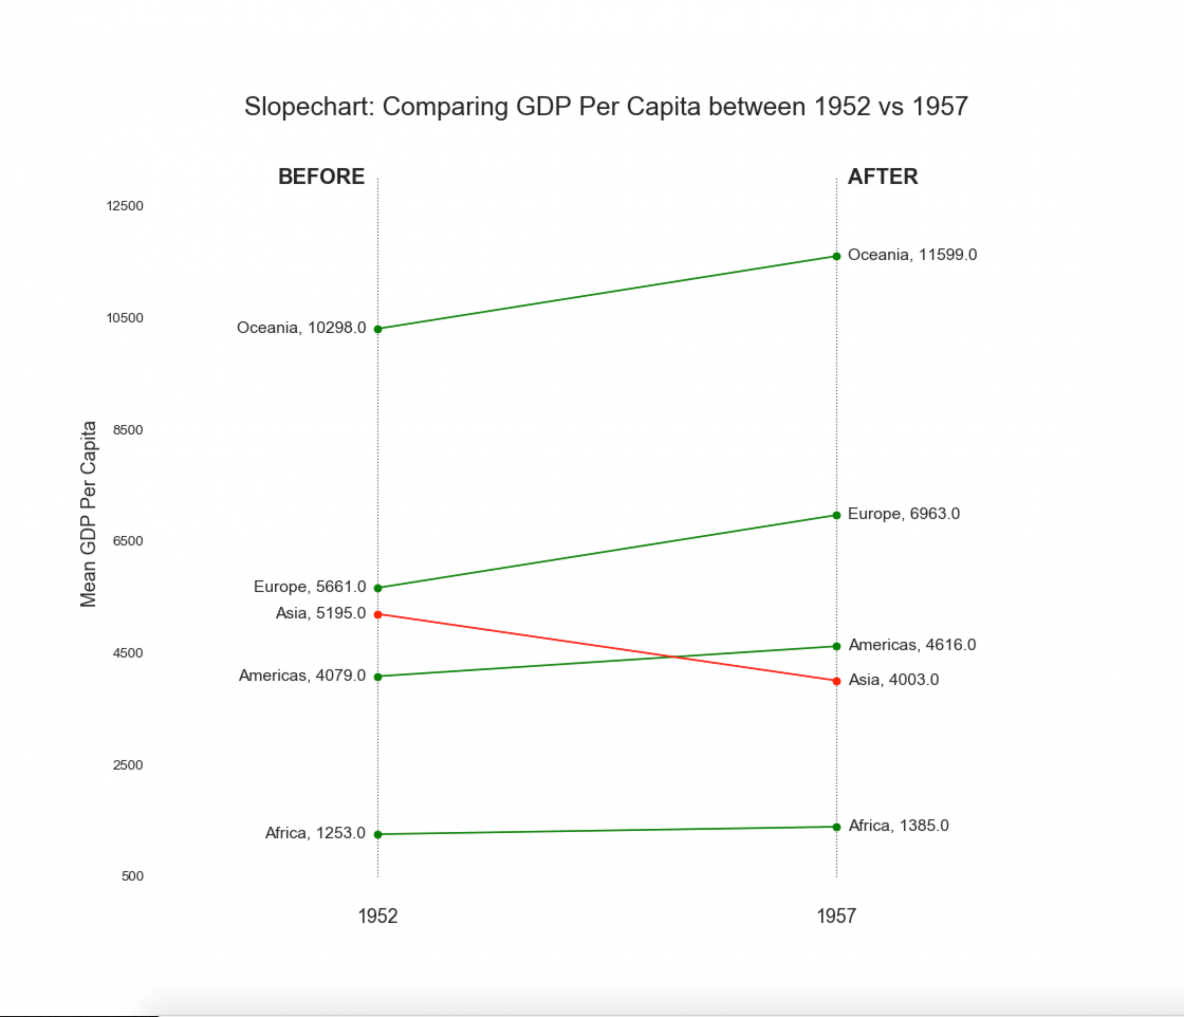 Slopechart: Comparing GDP Per Capita between 1952 vs 1957
BEFORE
AFTER
12500
Oceania, 11599.0
10500
Oceania, 10298.0
8500
Mean GDP Per Capita
Europe, 6963.0
6500
Europe, 5661.0
Asia, 5195.0
4500
Americas, 4616.0
Americas, 4079.0
Asia, 4003.0
2500
Africa, 1385.0
Africa, 1253.0
500
1952
1957